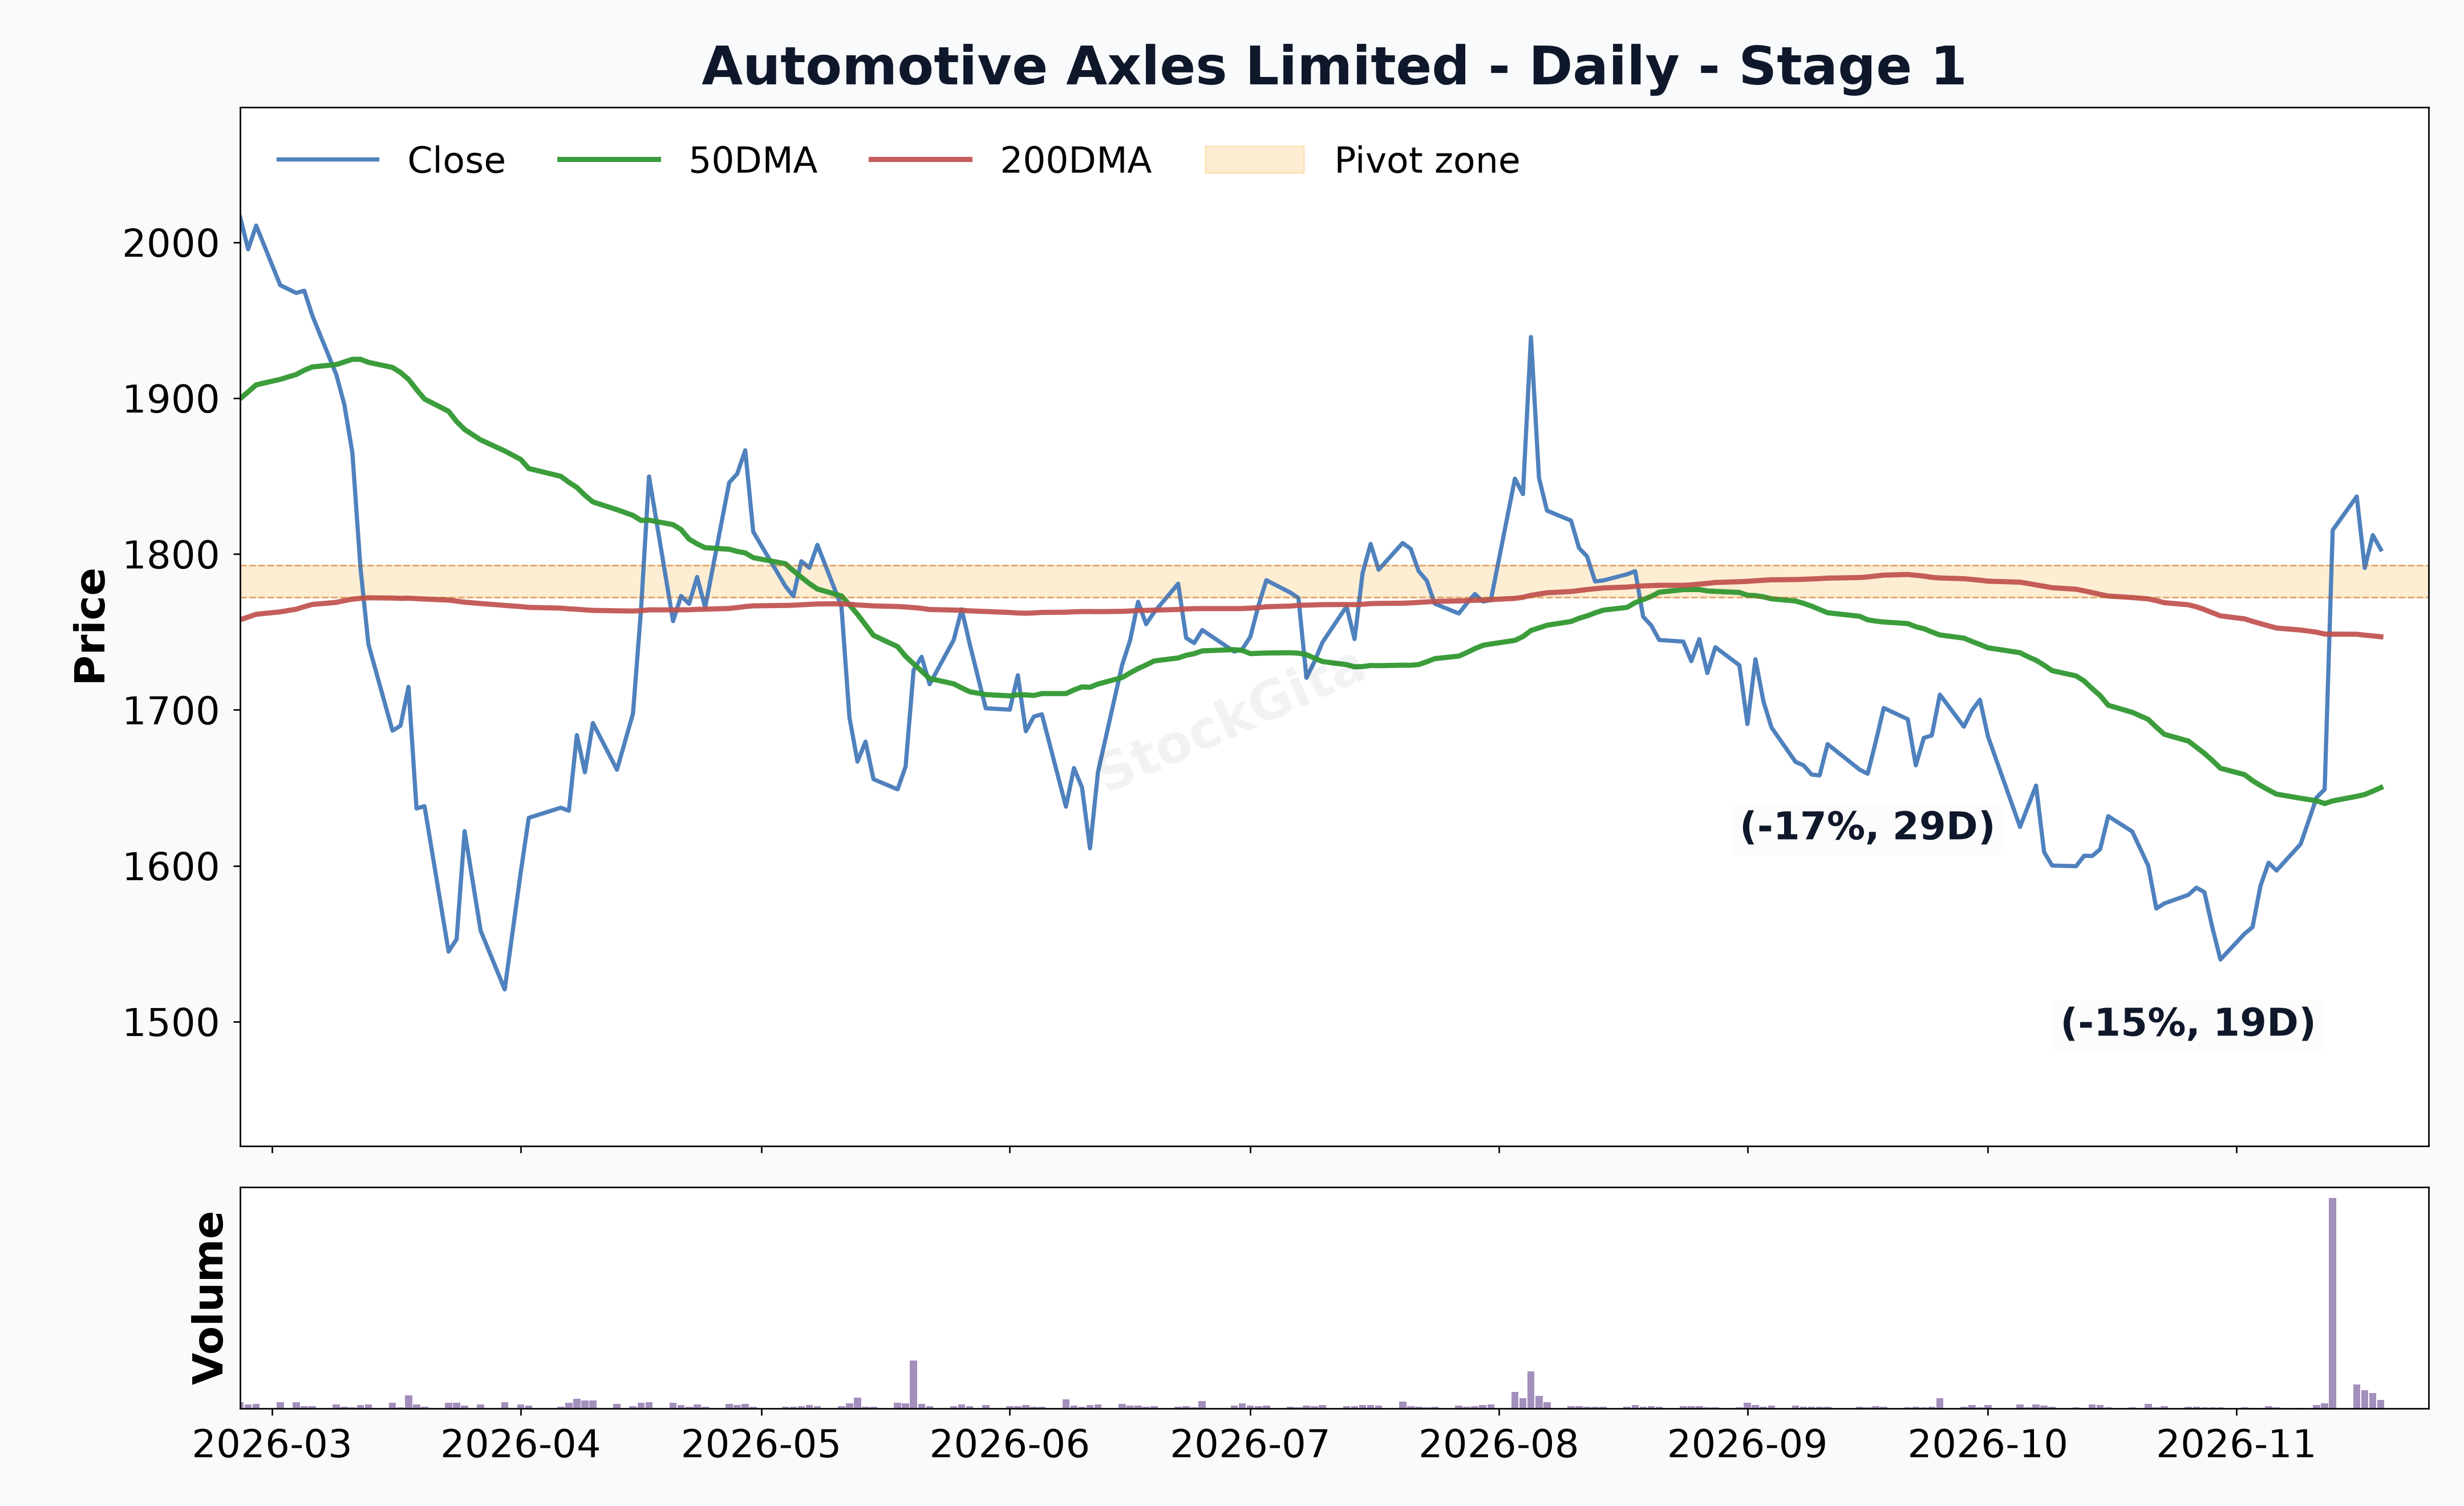 Automotive Axles Limited - Daily - Stage 1
Close 50DMA 200DMA Pivot zone
2000
1900
1800
1700
1600
1500
Price
StockGita
(-17%, 29D)
(-15%, 19D)
Volume
2026-03 2026-04 2026-05 2026-06 2026-07 2026-08 2026-09 2026-10 2026-11